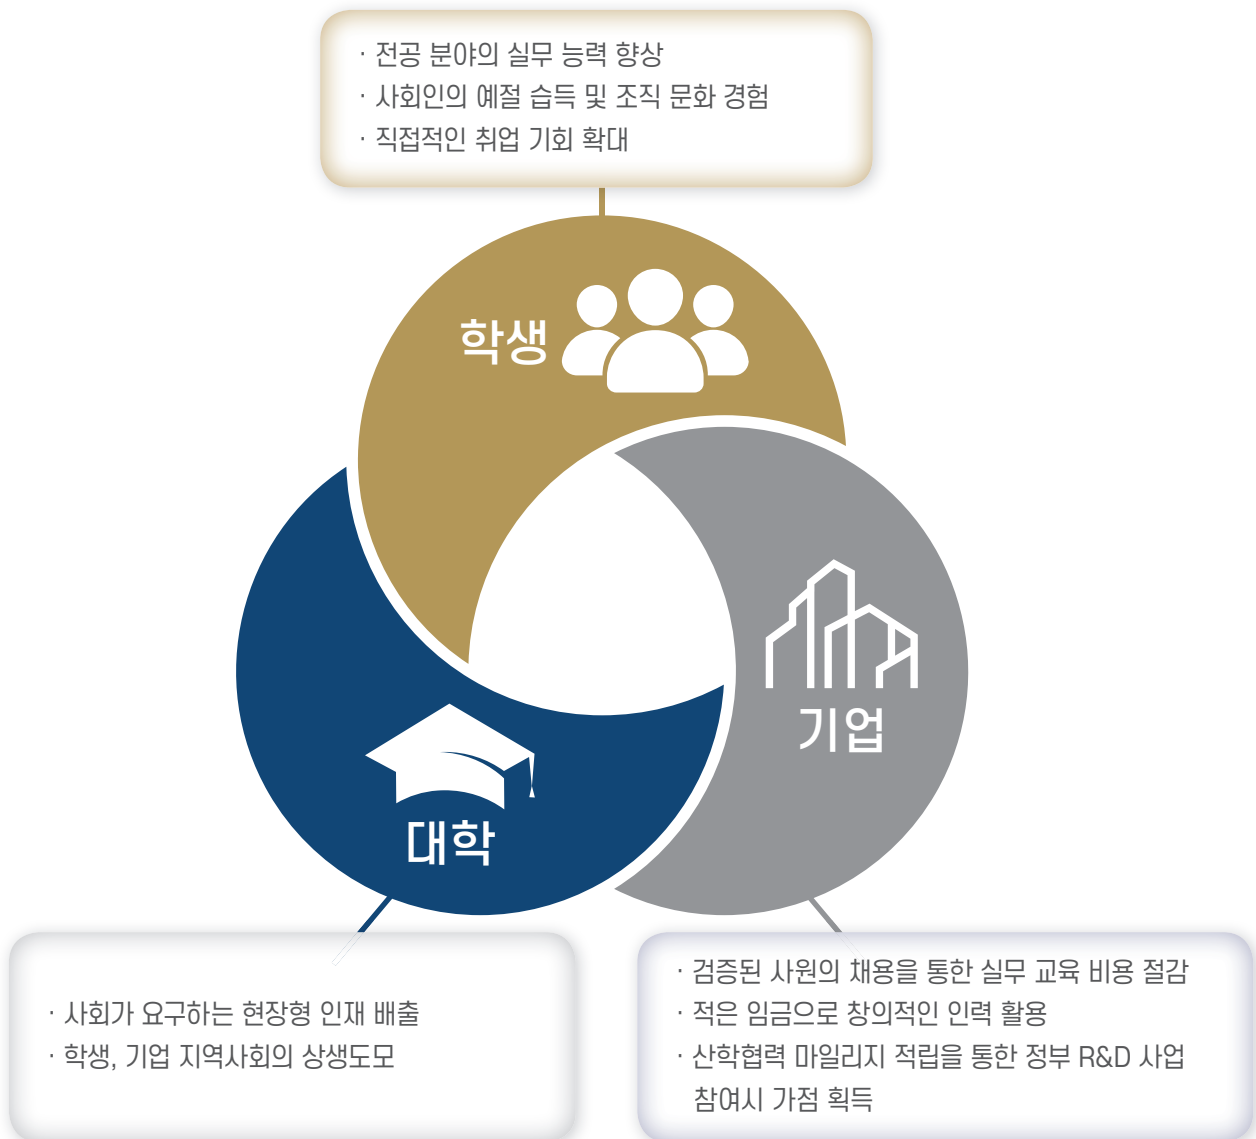 · 전공 분야의 실무 능력 향상
· 사회인의 예절 습득 및 조직 문화 경험
· 직접적인 취업 기회 확대
학생
기업
대학
· 사회가 요구하는 현장형 인재 배출
· 학생, 기업 지역사회의 상생도모
· 검증된 사원의 채용을 통한 실무 교육 비용 절감
· 적은 임금으로 창의적인 인력 활용
· 산학협력 마일리지 적립을 통한 정부 R&D 사업
참여시 가점 획득